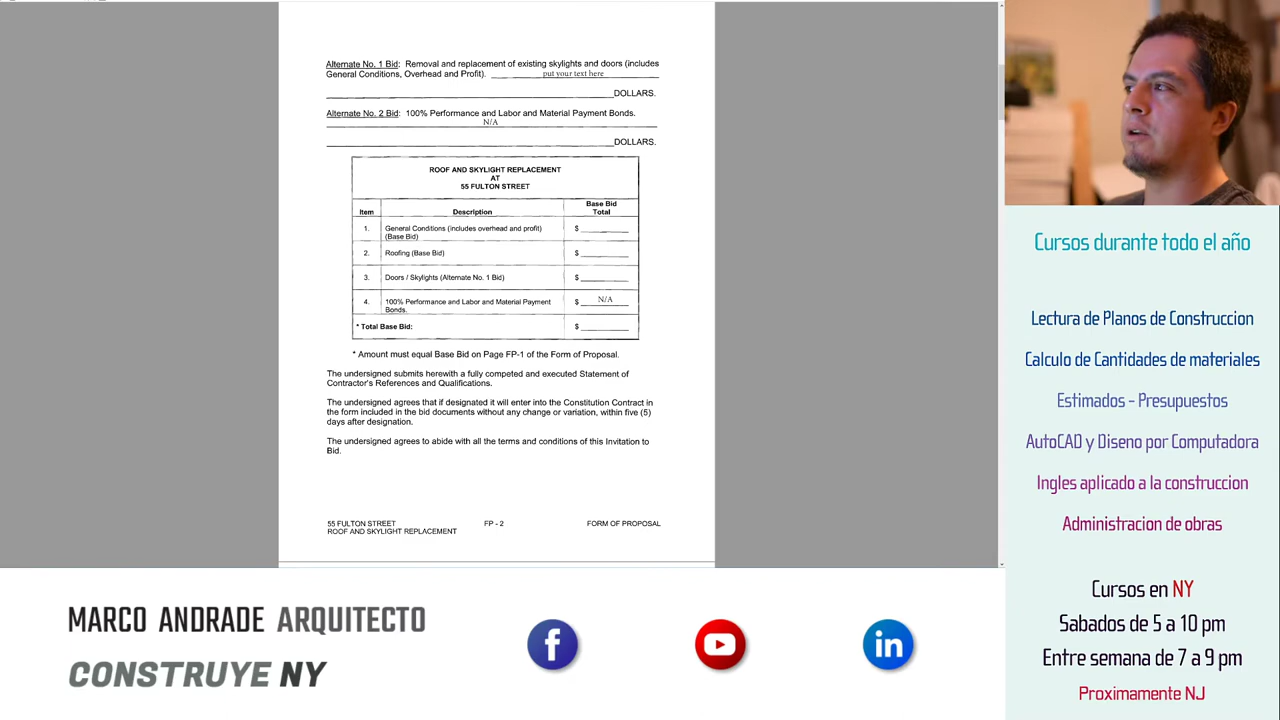 Alternate No. 1 Bid: Removal and replacement of existing skylights and doors (includes
General Conditions, Overhead and Profit). put your text here
DOLLARS.
Alternate No. 2 Bid: 100% Performance and Labor and Material Payment Bonds.
N/A
DOLLARS.
ROOF AND SKYLIGHT REPLACEMENT
AT
55 FULTON STREET
Item Description Base Bid Total
1. General Conditions (includes overhead and profit) (Base Bid) $
2. Roofing (Base Bid) $
3. Doors / Skylights (Alternate No. 1 Bid) $
4. 100% Performance and Labor and Material Payment Bonds. $ N/A
* Total Base Bid: $
* Amount must equal Base Bid on Page FP-1 of the Form of Proposal.
The undersigned submits herewith a fully competed and executed Statement of
Contractor's References and Qualifications.
The undersigned agrees that if designated it will enter into the Constitution Contract in
the form included in the bid documents without any change or variation, within five (5)
days after designation.
The undersigned agrees to abide with all the terms and conditions of this Invitation to
Bid.
55 FULTON STREET FP - 2 FORM OF PROPOSAL
ROOF AND SKYLIGHT REPLACEMENT
Cursos durante todo el año
Lectura de Planos de Construccion
Calculo de Cantidades de materiales
Estimados - Presupuestos
AutoCAD y Diseno por Computadora
Ingles aplicado a la construccion
Administracion de obras
Cursos en NY
Sabados de 5 a 10 pm
Entre semana de 7 a 9 pm
Proximamente NJ
MARCO ANDRADE ARQUITECTO
CONSTRUYE NY
f
in